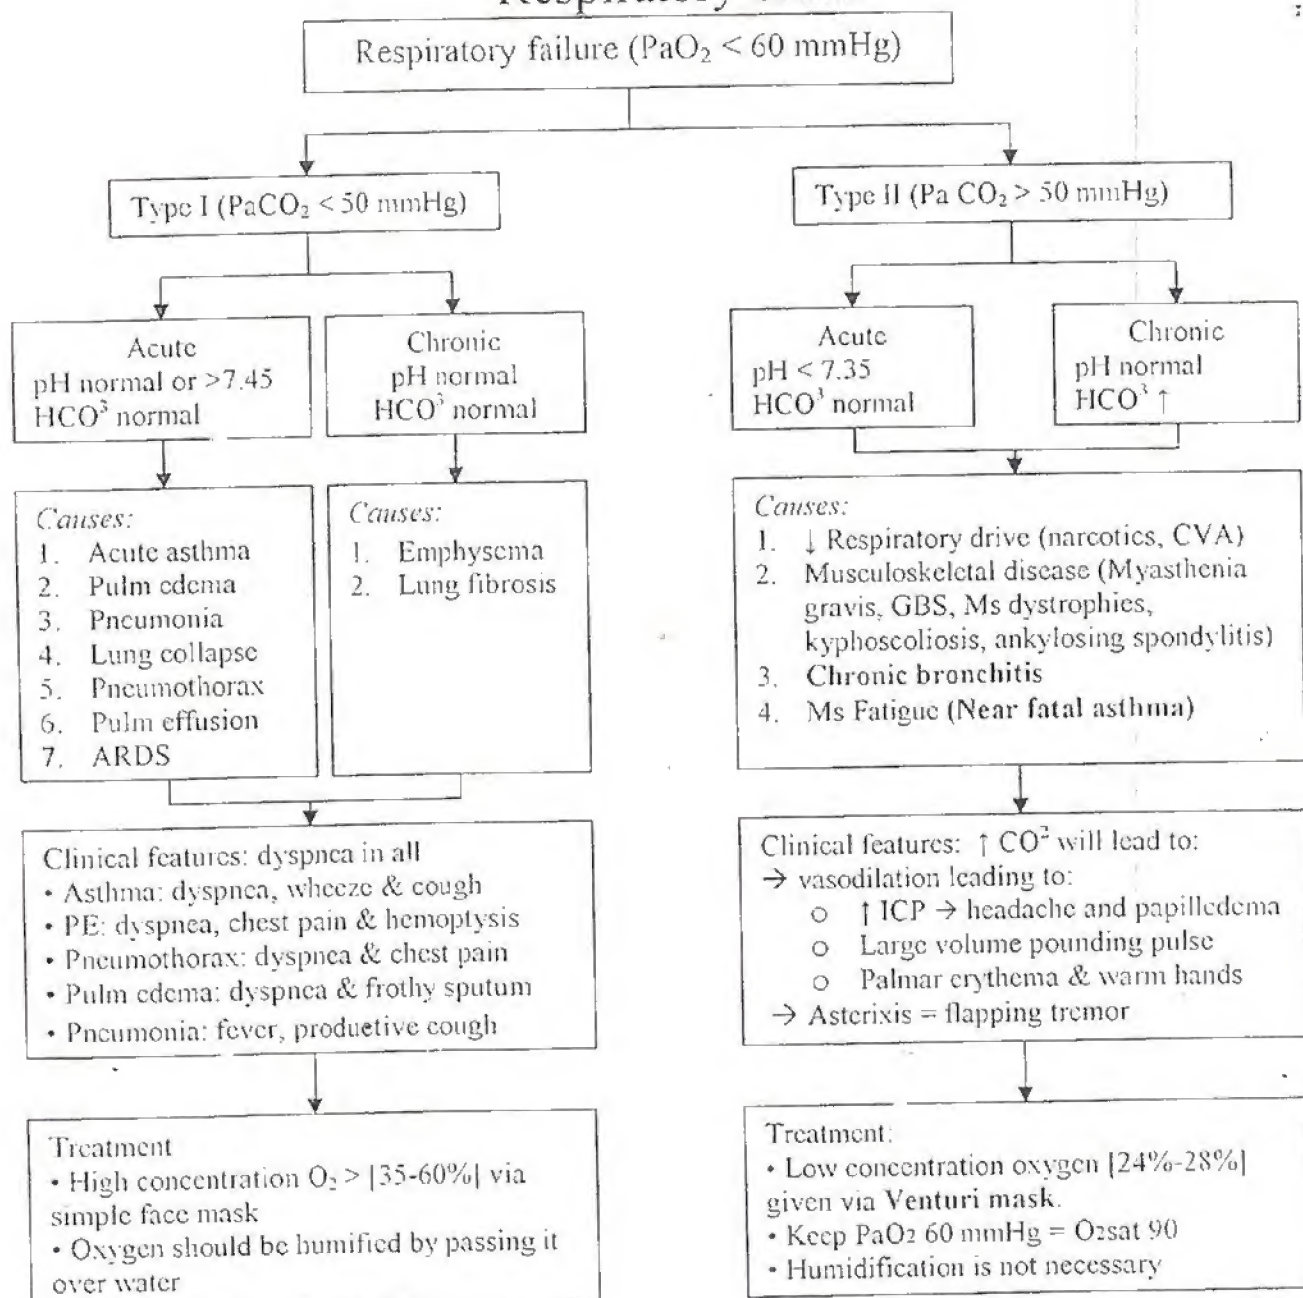 Respiratory
Respiratory failure (PaO₂ < 60 mmHg)
Type I (PaCO₂ < 50 mmHg)
Type II (Pa CO₂ > 50 mmHg)
Acute
pH normal or >7.45
HCO³ normal
Chronic
pH normal
HCO³ normal
Acute
pH < 7.35
HCO³ normal
Chronic
pH normal
HCO³ ↑
Causes:
1. Acute asthma
2. Pulm edema
3. Pneumonia
4. Lung collapse
5. Pneumothorax
6. Pulm effusion
7. ARDS
Causes:
1. Emphysema
2. Lung fibrosis
Causes:
1. ↓ Respiratory drive (narcotics, CVA)
2. Musculoskeletal disease (Myasthenia
gravis, GBS, Ms dystrophies,
kyphoscoliosis, ankylosing spondylitis)
3. Chronic bronchitis
4. Ms Fatigue (Near fatal asthma)
Clinical features: dyspnea in all
• Asthma: dyspnea, wheeze & cough
• PE: dyspnea, chest pain & hemoptysis
• Pneumothorax: dyspnea & chest pain
• Pulm edema: dyspnea & frothy sputum
• Pneumonia: fever, productive cough
Clinical features: ↑ CO² will lead to:
→ vasodilation leading to:
o ↑ ICP → headache and papilledema
o Large volume pounding pulse
o Palmar erythema & warm hands
→ Asterixis = flapping tremor
Treatment
• High concentration O₂ > [35-60%] via
simple face mask
• Oxygen should be humified by passing it
over water
Treatment:
• Low concentration oxygen [24%-28%]
given via Venturi mask.
• Keep PaO₂ 60 mmHg = O₂sat 90
• Humidification is not necessary